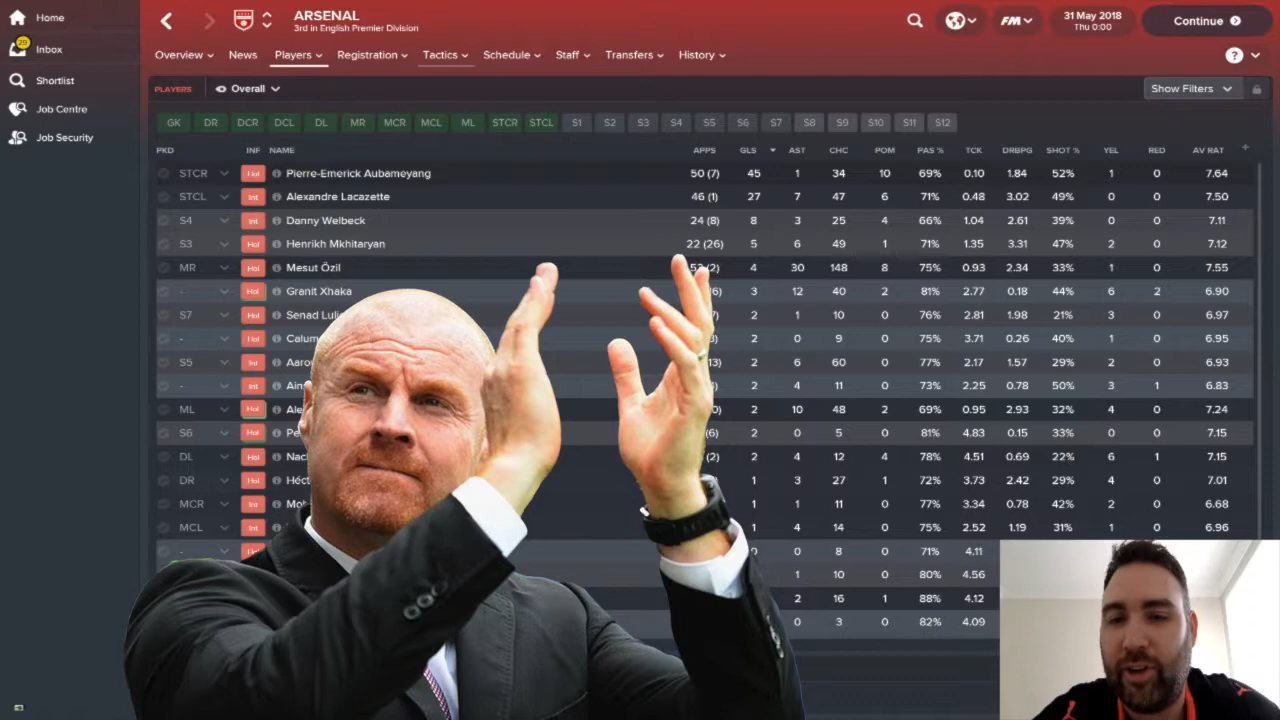 Home
29
Inbox
Shortlist
Job Centre
Job Security
ARSENAL
3rd in English Premier Division
FM
31 May 2018
Thu 0:00
Continue
Overview News Players Registration Tactics Schedule Staff Transfers History
?
PLAYERS Overall Show Filters
GK DR DCR DCL DL MR MCR MCL ML STCR STCL S1 S2 S3 S4 S5 S6 S7 S8 S9 S10 S11 S12
PKD INF NAME APPS GLS AST CHC POM PAS % TCK DRBPG SHOT % YEL RED AV RAT
STCR Hol Pierre-Emerick Aubameyang 50 (7) 45 1 34 10 69% 0.10 1.84 52% 1 0 7.64
STCL Int Alexandre Lacazette 46 (1) 27 7 47 6 71% 0.48 3.02 49% 0 0 7.50
S4 Int Danny Welbeck 24 (8) 8 3 25 4 66% 1.04 2.61 39% 0 0 7.11
S3 Hol Henrikh Mkhitaryan 22 (26) 5 6 49 1 71% 1.35 3.31 47% 2 0 7.12
MR Hol Mesut Özil (2) 4 30 148 8 75% 0.93 2.34 33% 1 0 7.55
- Hol Granit Xhaka 3 12 40 2 81% 2.77 0.18 44% 6 2 6.90
S7 Hol Senad 2 1 10 0 76% 2.81 1.98 21% 3 0 6.97
- Hol 2 0 9 0 75% 3.71 0.26 40% 1 0 6.95
S5 Int 13) 2 6 60 0 77% 2.17 1.57 29% 2 0 6.93
- Int 2 4 11 0 73% 2.25 0.78 50% 3 1 6.83
ML Hol 2 10 48 2 69% 0.95 2.93 32% 4 0 7.24
S6 Hol (6) 2 0 5 0 81% 4.83 0.15 33% 0 0 7.15
DL Hol (2) 2 4 12 4 78% 4.51 0.69 22% 6 1 7.15
DR Hol 1 3 27 1 72% 3.73 2.42 29% 4 0 7.01
MCR Int 1 1 11 0 77% 3.34 0.78 42% 2 0 6.68
MCL Int 1 4 14 0 75% 2.52 1.19 31% 1 0 6.96
- 0 8 0 71% 4.11
1 10 0 80% 4.56
2 16 1 88% 4.12
0 3 0 82% 4.09